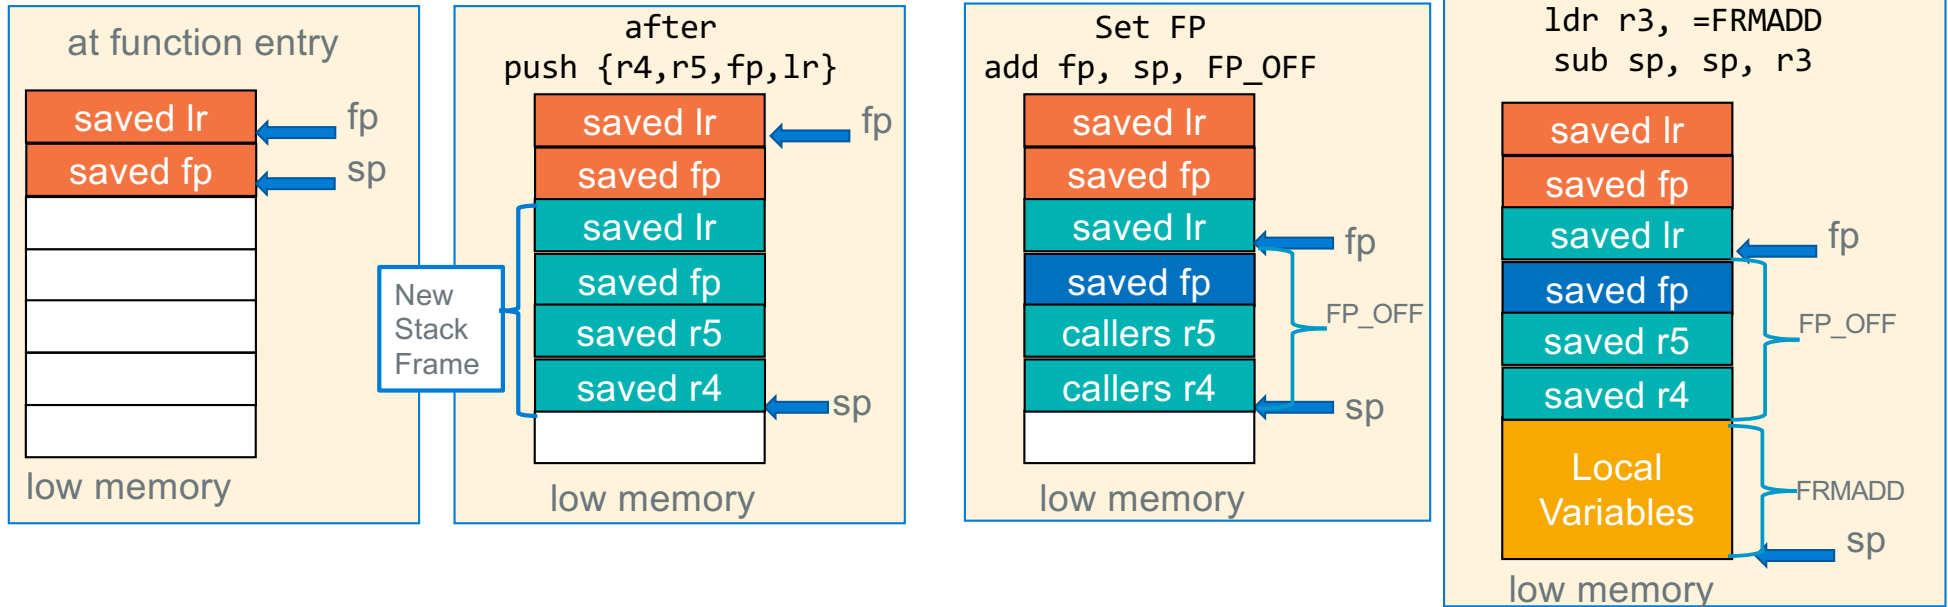 at function entry
saved lr
fp
saved fp
sp
low memory
after
push {r4,r5,fp,lr}
saved lr
fp
saved fp
saved lr
saved fp
saved r5
saved r4
sp
New
Stack
Frame
low memory
Set FP
add fp, sp, FP_OFF
saved lr
saved fp
saved lr
fp
saved fp
callers r5
FP_OFF
callers r4
sp
low memory
ldr r3, =FRMADD
sub sp, sp, r3
saved lr
saved fp
saved lr
fp
saved fp
saved r5
FP_OFF
saved r4
Local
Variables
FRMADD
sp
low memory